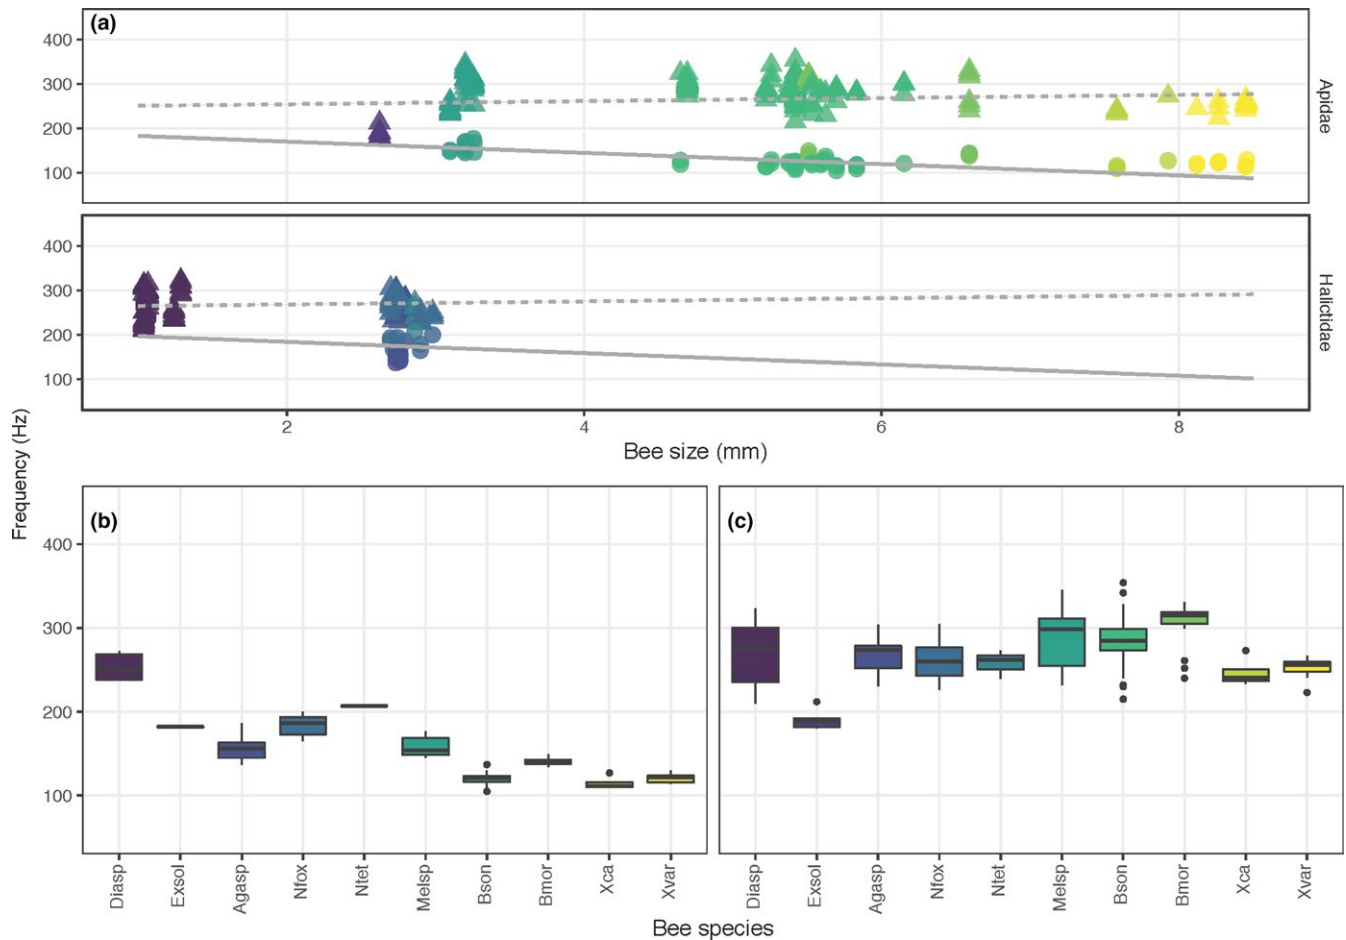 (a)
400
300
200
100
Apidae
400
300
200
100
Halictidae
2 4 6 8
Bee size (mm)
Frequency (Hz)
(b) (c)
400
300
200
100
Diasp Exsol Agasp Nfox Ntet Melsp Bson Bmor Xca Xvar
Diasp Exsol Agasp Nfox Ntet Melsp Bson Bmor Xca Xvar
Bee species